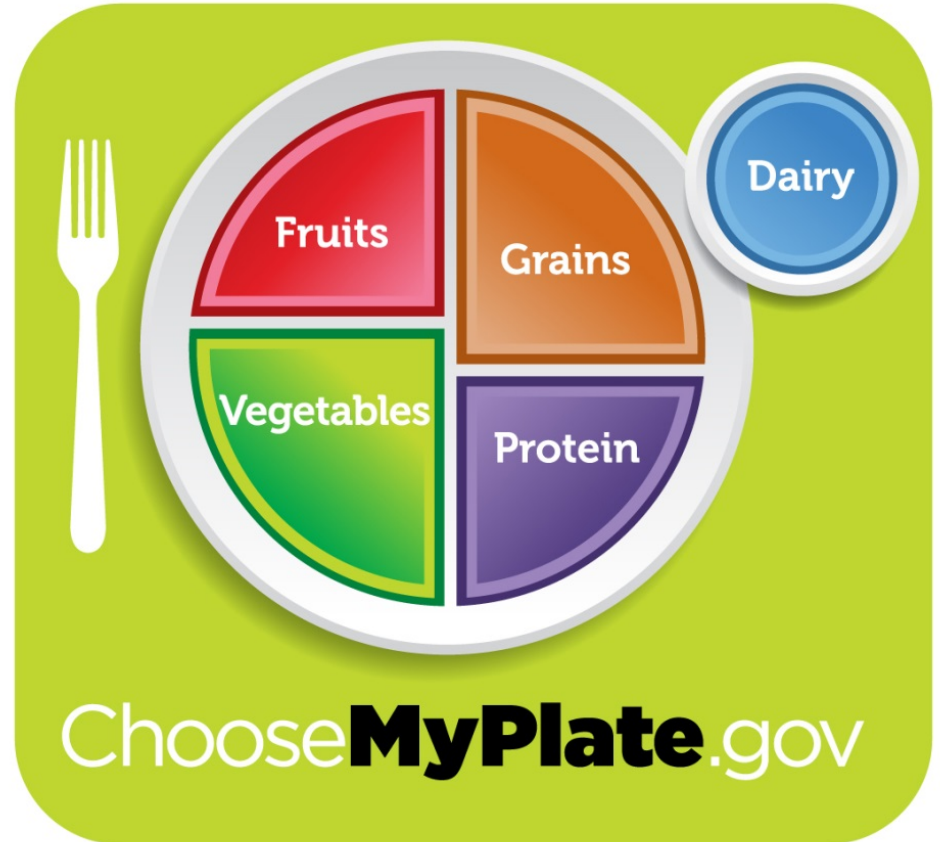 Fruits
Grains
Dairy
Vegetables
Protein
ChooseMyPlate.gov